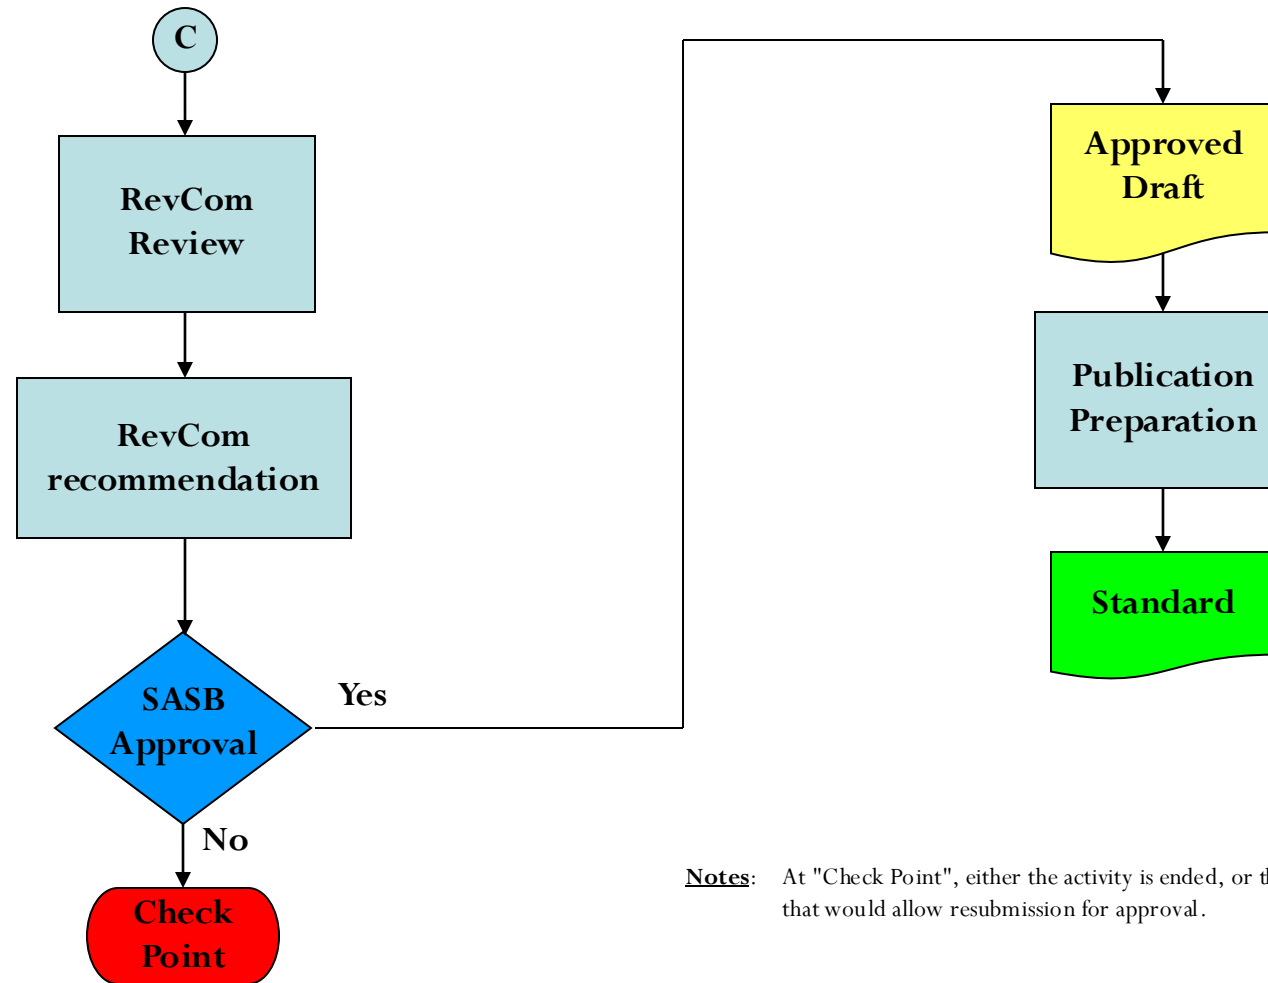 C
RevCom
Review
RevCom
recommendation
SASB
Approval
Yes
No
Check
Point
Approved
Draft
Publication
Preparation
Standard
Notes: At "Check Point", either the activity is ended, or
that would allow resubmission for approval.